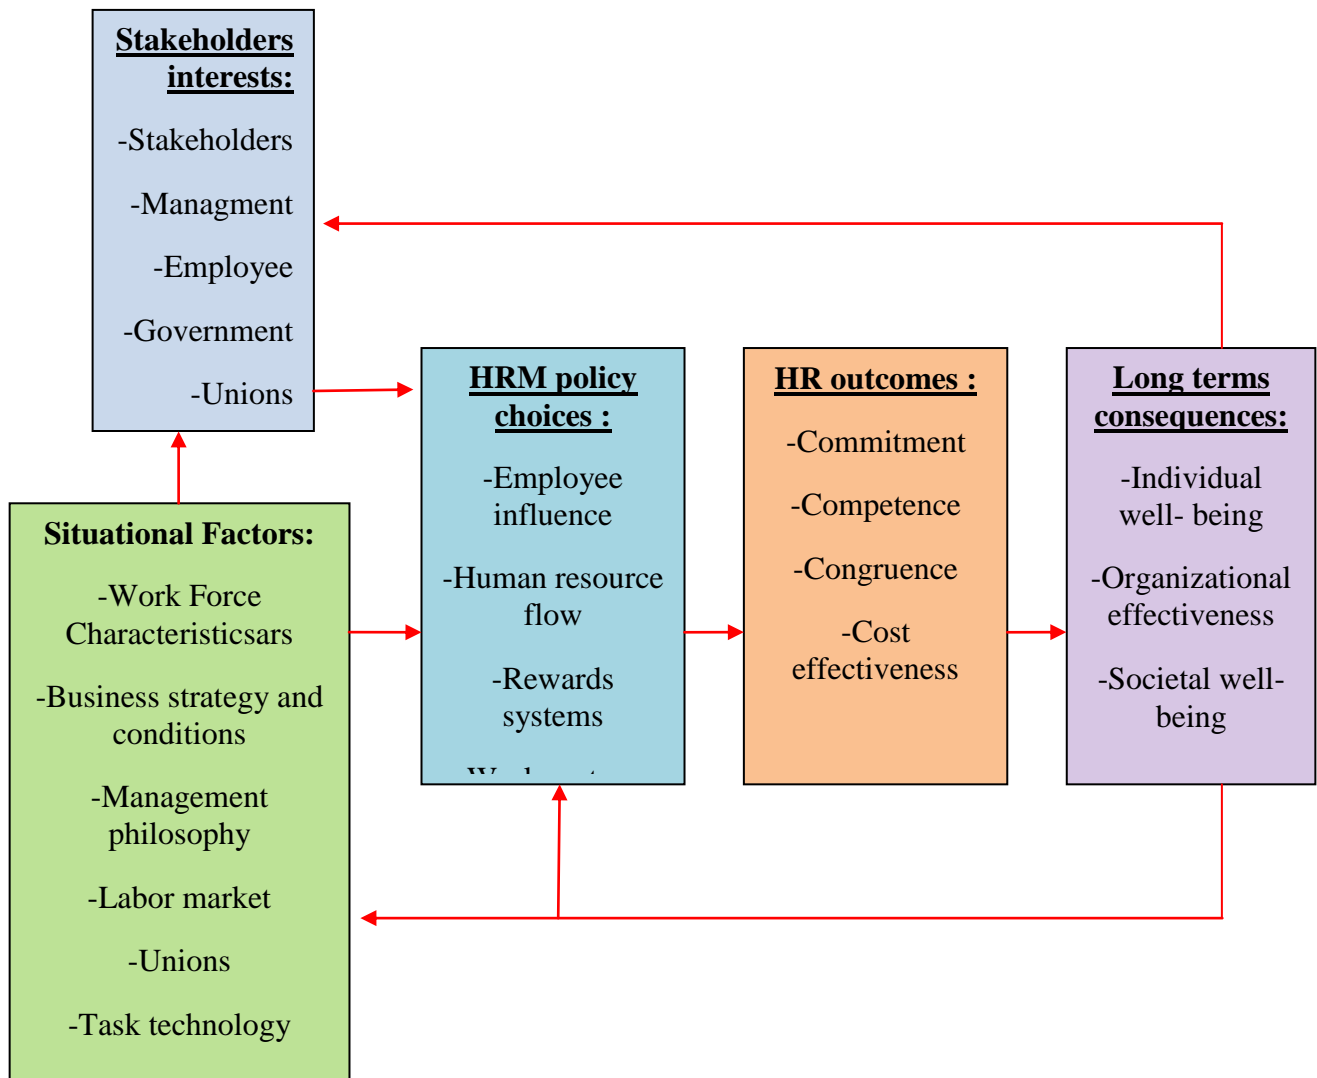 Stakeholders
interests:
-Stakeholders
-Managment
-Employee
-Government
-Unions
Situational Factors:
-Work Force
Characteristicsars
-Business strategy and
conditions
-Management
philosophy
-Labor market
-Unions
-Task technology
HRM policy
choices :
-Employee
influence
-Human resource
flow
-Rewards
systems
HR outcomes :
-Commitment
-Competence
-Congruence
-Cost
effectiveness
Long terms
consequences:
-Individual
well- being
-Organizational
effectiveness
-Societal well-
being